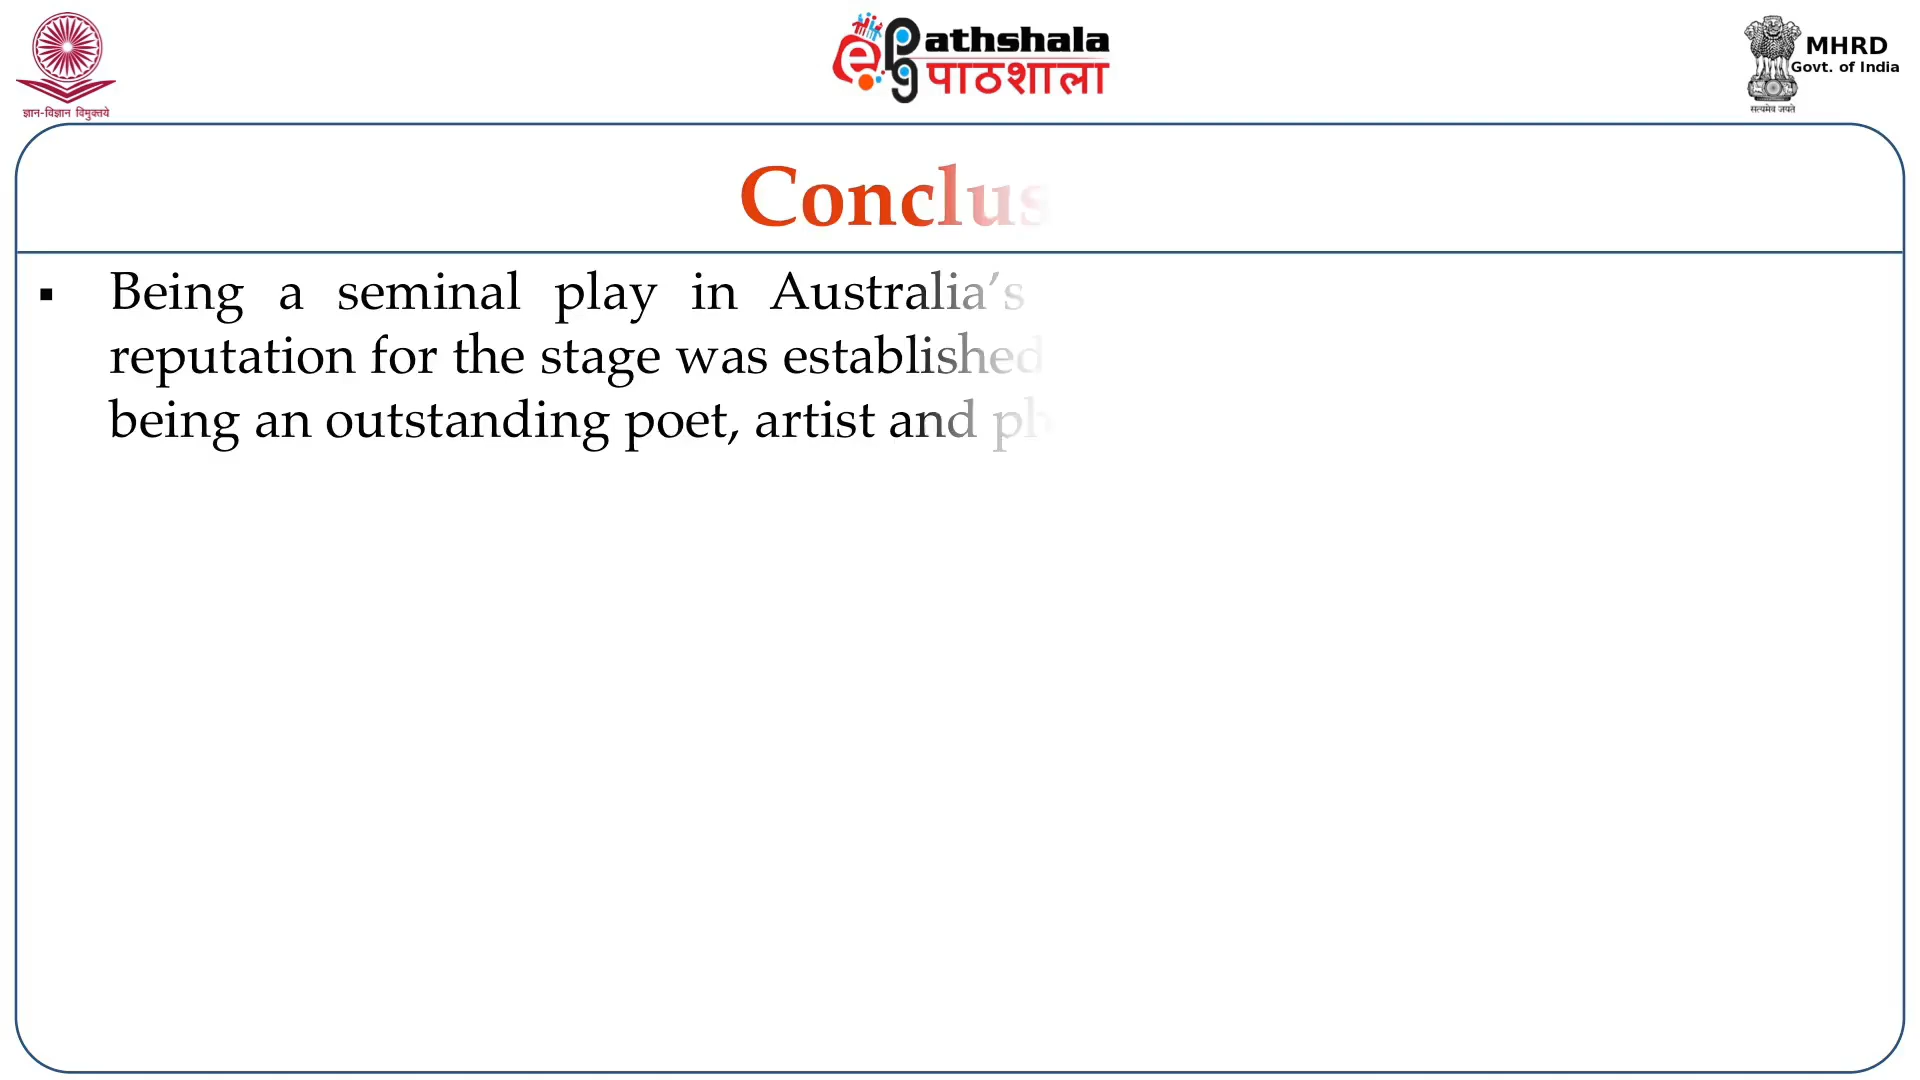 ज्ञान-विज्ञान विमुक्तये
e
Pg
athshala
पाठशाला
MHRD
Govt. of India
सत्यमेव जयते
Conclus
▪ Being a seminal play in Australia’s
reputation for the stage was established
being an outstanding poet, artist and